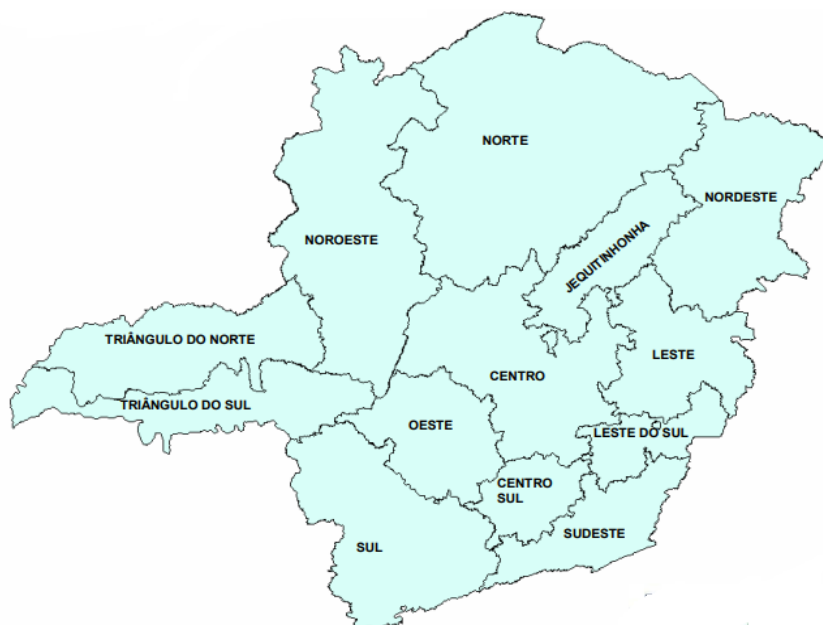 NORTE
NORDESTE
NOROESTE
JEQUITINHONHA
TRIÂNGULO DO NORTE
LESTE
CENTRO
TRIÂNGULO DO SUL
OESTE
LESTE DO SUL
CENTRO
SUL
SUDESTE
SUL